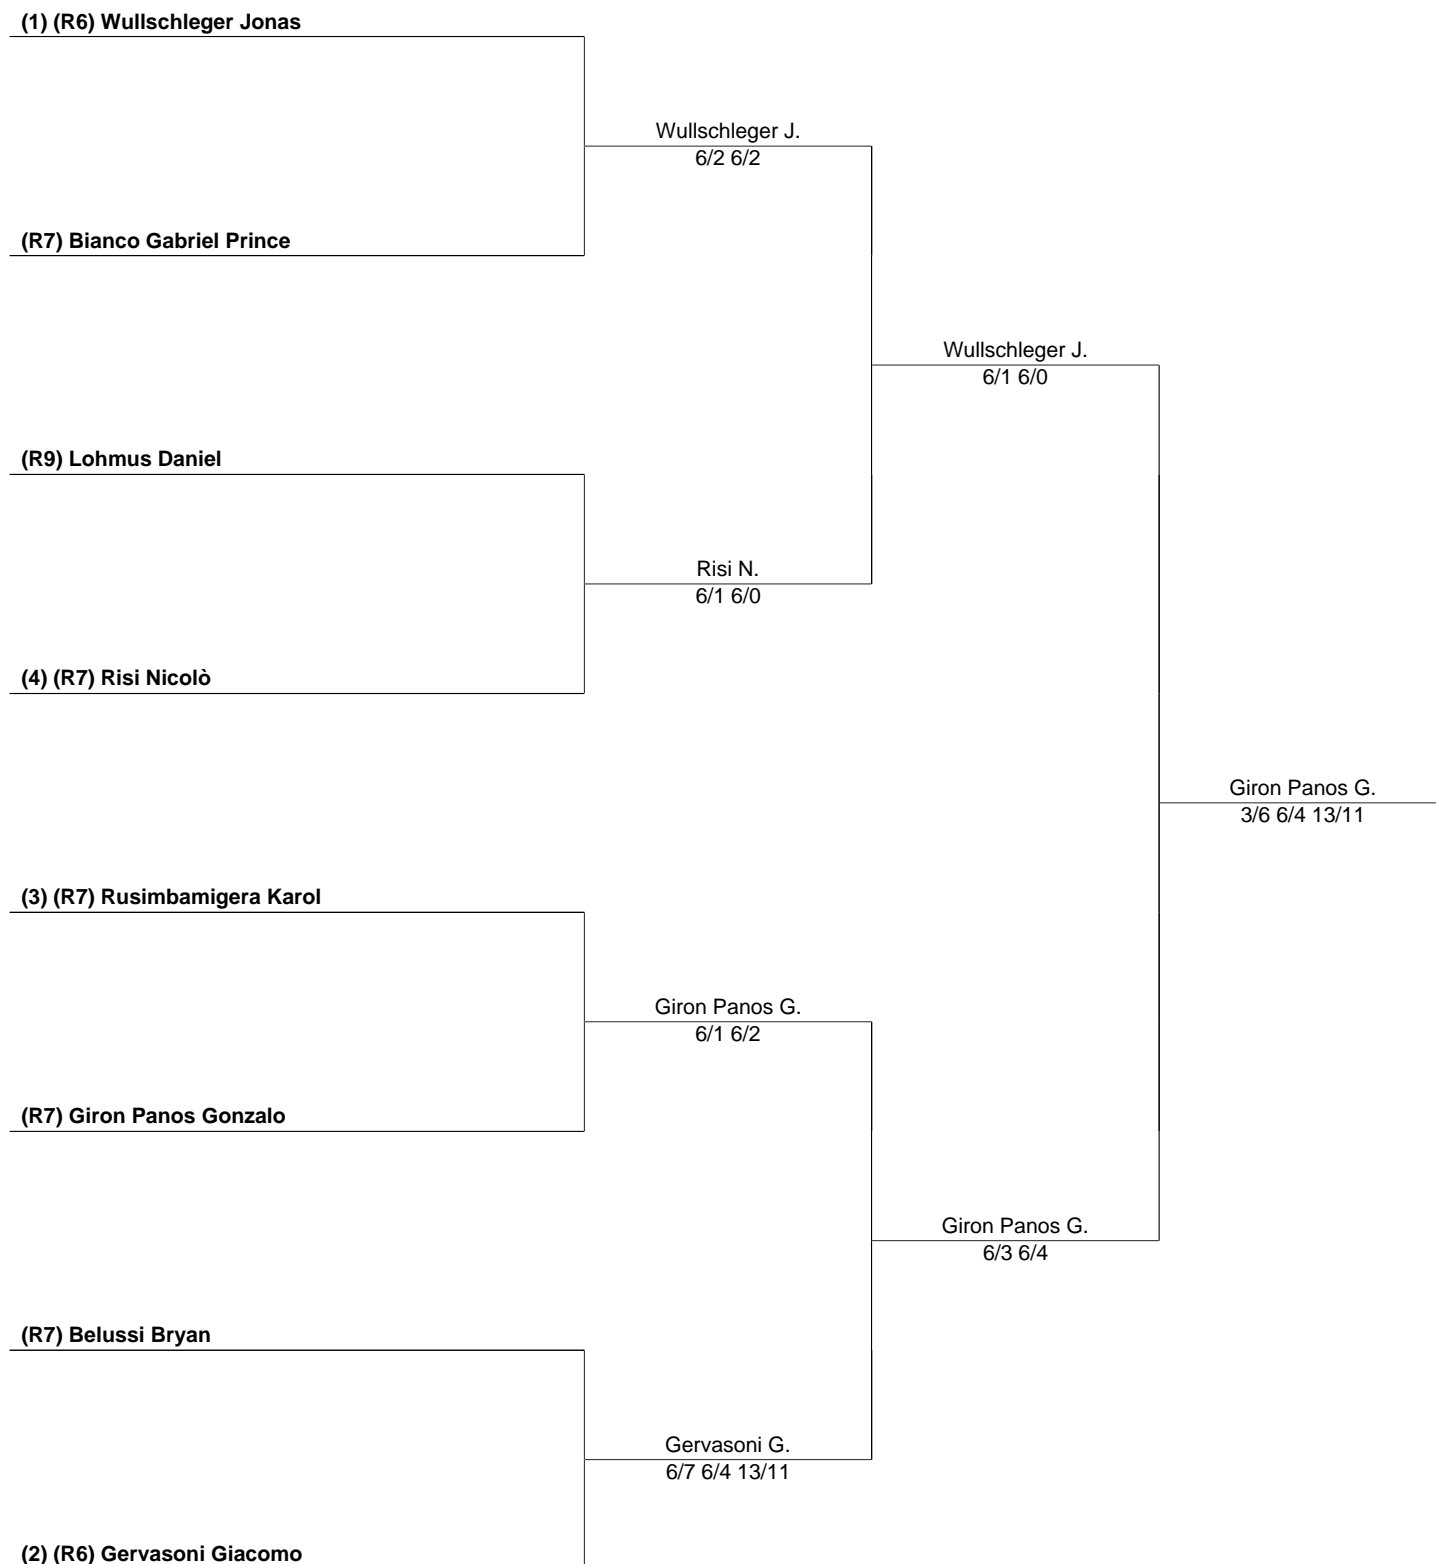 (1) (R6) Wullschleger Jonas
Wullschleger J.
6/2 6/2
(R7) Bianco Gabriel Prince
Wullschleger J.
6/1 6/0
(R9) Lohmus Daniel
Risi N.
6/1 6/0
(4) (R7) Risi Nicolò
Giron Panos G.
3/6 6/4 13/11
(3) (R7) Rusimbamigera Karol
Giron Panos G.
6/1 6/2
(R7) Giron Panos Gonzalo
Giron Panos G.
6/3 6/4
(R7) Belussi Bryan
Gervasoni G.
6/7 6/4 13/11
(2) (R6) Gervasoni Giacomo